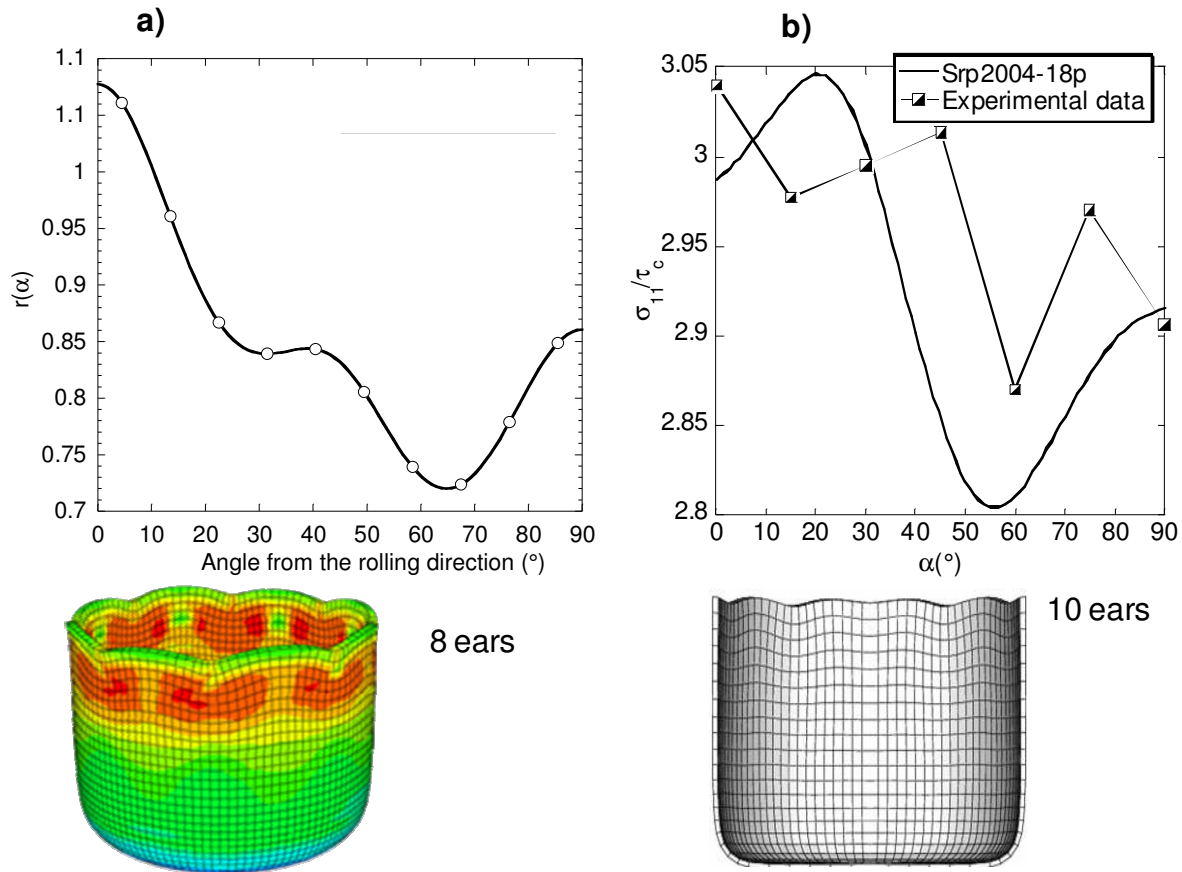 a)
1.1
1.1
1
0.95
0.9
0.85
0.8
0.75
0.7
r(α)
0 10 20 30 40 50 60 70 80 90
Angle from the rolling direction (°)
8 ears
b)
3.05
3
2.95
2.9
2.85
2.8
σ11/τc
Srp2004-18p
Experimental data
0 10 20 30 40 50 60 70 80 90
α(°)
10 ears